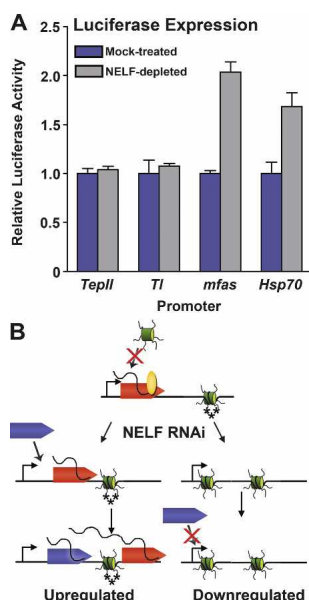 A
Luciferase Expression
Mock-treated
NELF-depleted
Relative Luciferase Activity
2.5
2.0
1.5
1.0
0.5
0
TepII
Tl
mfas
Hsp70
Promoter
B
NELF RNAi
Upregulated
Downregulated